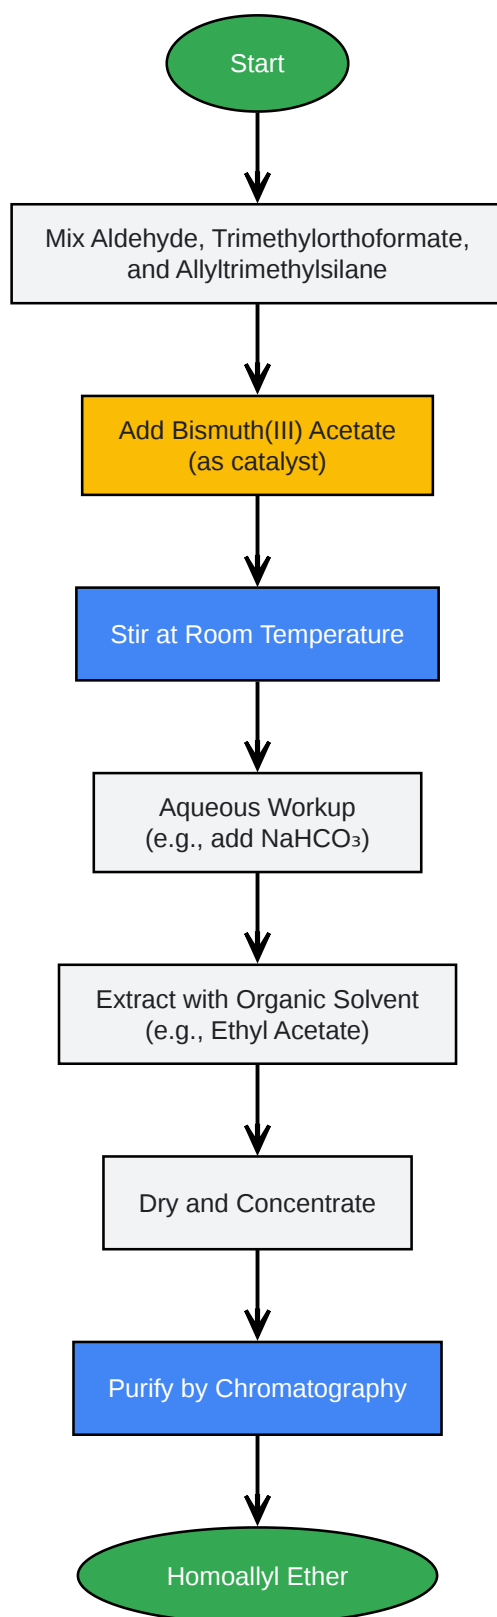 Start
Mix Aldehyde, Trimethylorthoformate,
and Allyltrimethylsilane
Add Bismuth(III) Acetate
(as catalyst)
Stir at Room Temperature
Aqueous Workup
(e.g., add NaHCO₃)
Extract with Organic Solvent
(e.g., Ethyl Acetate)
Dry and Concentrate
Purify by Chromatography
Homoallyl Ether